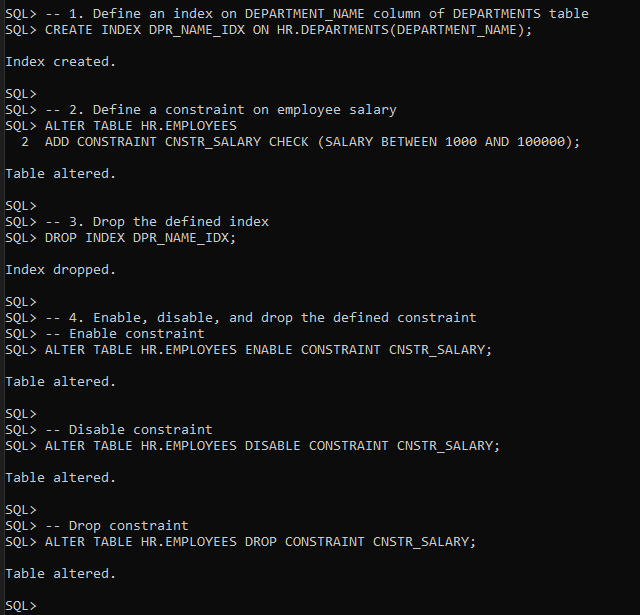 SQL> -- 1. Define an index on DEPARTMENT_NAME column of DEPARTMENTS table
SQL> CREATE INDEX DPR_NAME_IDX ON HR.DEPARTMENTS(DEPARTMENT_NAME);
Index created.
SQL>
SQL> -- 2. Define a constraint on employee salary
SQL> ALTER TABLE HR.EMPLOYEES
  2  ADD CONSTRAINT CNSTR_SALARY CHECK (SALARY BETWEEN 1000 AND 100000);
Table altered.
SQL>
SQL> -- 3. Drop the defined index
SQL> DROP INDEX DPR_NAME_IDX;
Index dropped.
SQL>
SQL> -- 4. Enable, disable, and drop the defined constraint
SQL> -- Enable constraint
SQL> ALTER TABLE HR.EMPLOYEES ENABLE CONSTRAINT CNSTR_SALARY;
Table altered.
SQL>
SQL> -- Disable constraint
SQL> ALTER TABLE HR.EMPLOYEES DISABLE CONSTRAINT CNSTR_SALARY;
Table altered.
SQL>
SQL> -- Drop constraint
SQL> ALTER TABLE HR.EMPLOYEES DROP CONSTRAINT CNSTR_SALARY;
Table altered.
SQL>